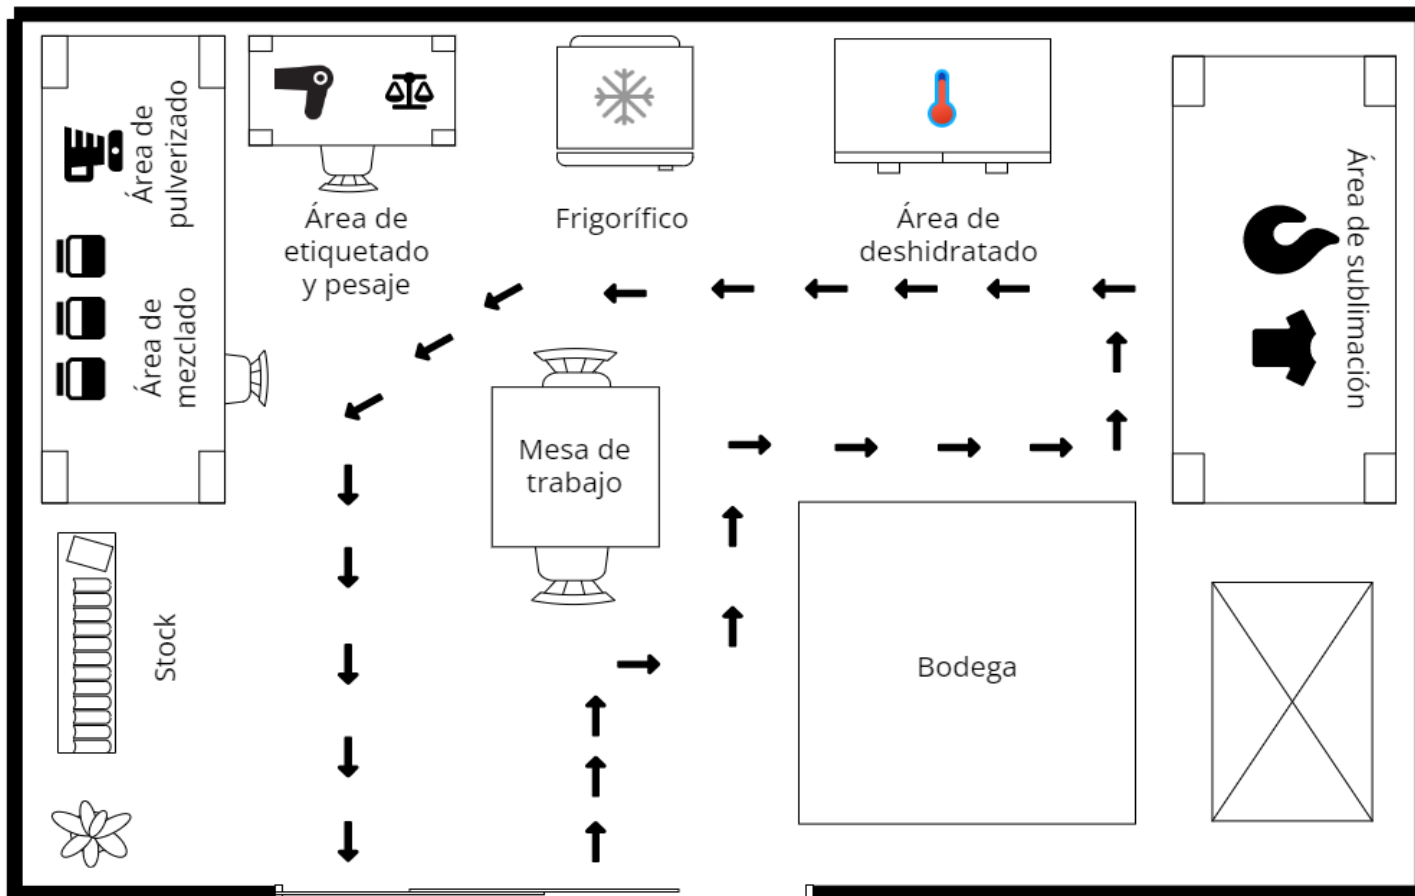 Área de
pulverizado
Área de
mezclado
Área de
etiquetado
y pesaje
Frigorífico
Área de
deshidratado
Área de sublimación
Mesa de
trabajo
Stock
Bodega